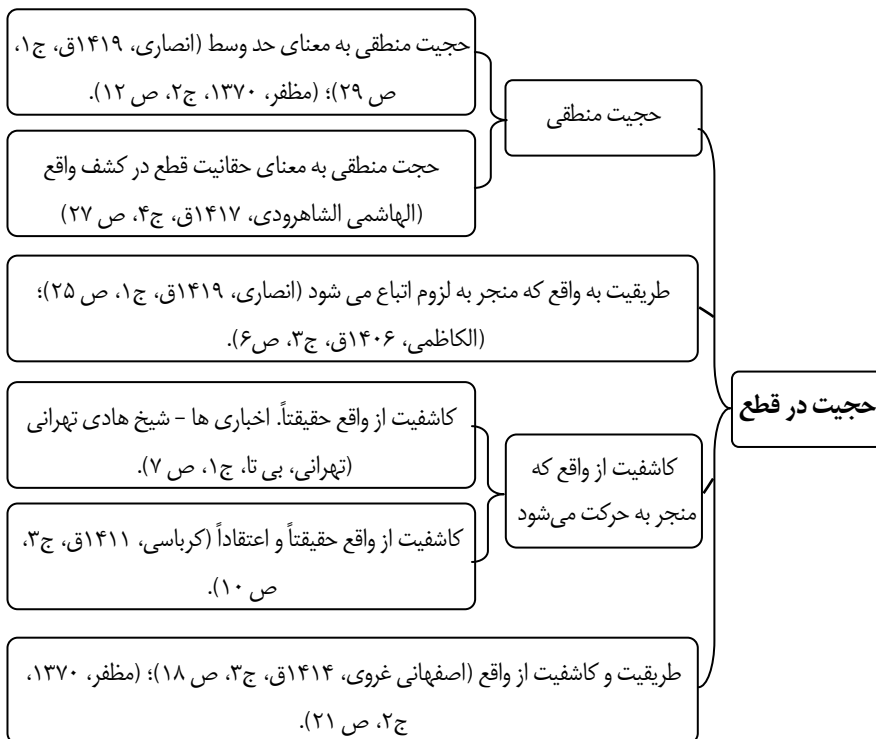 حجیت در قطع
حجیت منطقی
حجیت منطقی به معنای حد وسط (انصاری، ۱۴۱۹ق، ج۱،
ص ۲۹)؛ (مظفر، ۱۳۷۰، ج۲، ص ۱۲).
حجت منطقی به معنای حقانیت قطع در کشف واقع
(الهاشمی الشاهرودی، ۱۴۱۷ق، ج۴، ص ۲۷)
طریقیت به واقع که منجر به لزوم اتباع می شود (انصاری، ۱۴۱۹ق، ج۱، ص ۲۵)؛
(الکاظمی، ۱۴۰۶ق، ج۳، ص۶).
کاشفیت از واقع که
منجر به حرکت می‌شود
کاشفیت از واقع حقیقتاً. اخباری ها – شیخ هادی تهرانی
(تهرانی، بی تا، ج۱، ص ۷).
کاشفیت از واقع حقیقتاً و اعتقاداً (کرباسی، ۱۴۱۱ق، ج۳،
ص ۱۰).
طریقیت و کاشفیت از واقع (اصفهانی غروی، ۱۴۱۴ق، ج۳، ص ۱۸)؛ (مظفر، ۱۳۷۰،
ج۲، ص ۲۱).